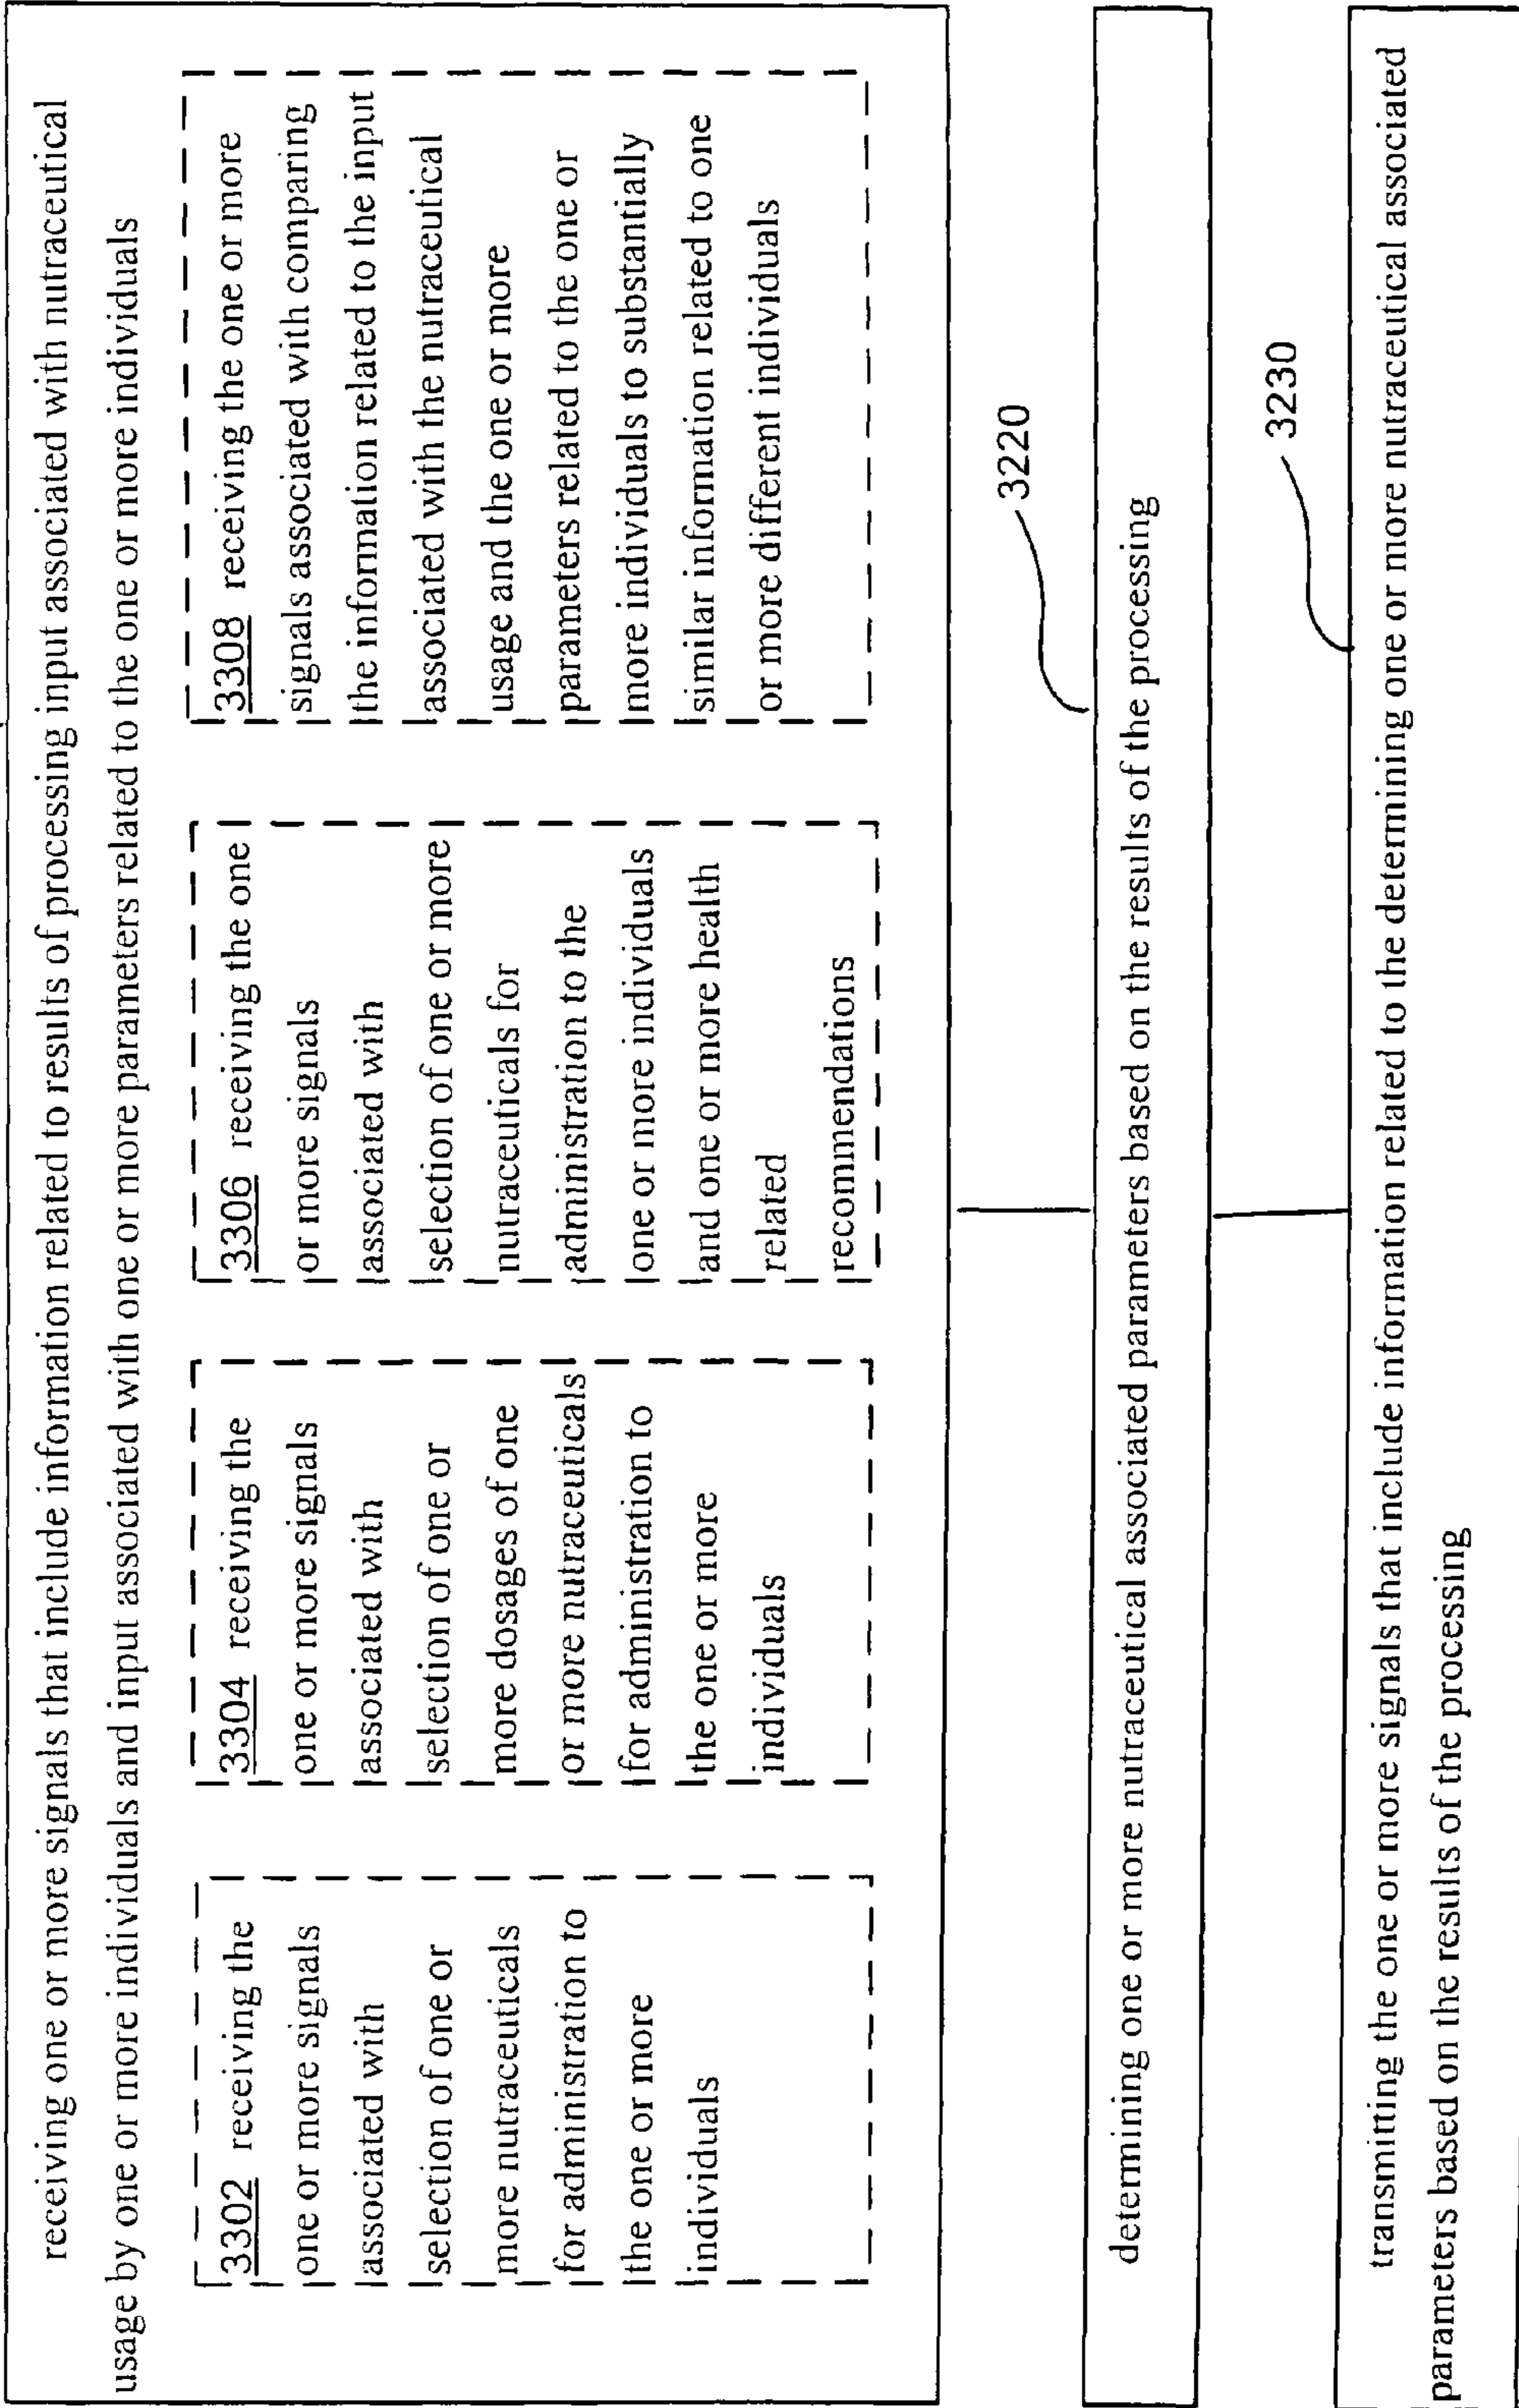 receiving one or more signals that include information related to results of processing input associated with nutraceutical
usage by one or more individuals and input associated with one or more parameters related to the one or more individuals
3302 receiving the
one or more signals
associated with
selection of one or
more nutraceuticals
for administration to
the one or more
individuals
3304 receiving the
one or more signals
associated with
selection of one or
more dosages of one
or more nutraceuticals
for administration to
the one or more
individuals
3306 receiving the one
or more signals
associated with
selection of one or more
nutraceuticals for
administration to the
one or more individuals
and one or more health
related
recommendations
3308 receiving the one or more
signals associated with comparing
the information related to the input
associated with the nutraceutical
usage and the one or more
parameters related to the one or
more individuals to substantially
similar information related to one
or more different individuals
3220
determining one or more nutraceutical associated parameters based on the results of the processing
3230
transmitting the one or more signals that include information related to the determining one or more nutraceutical associated
parameters based on the results of the processing